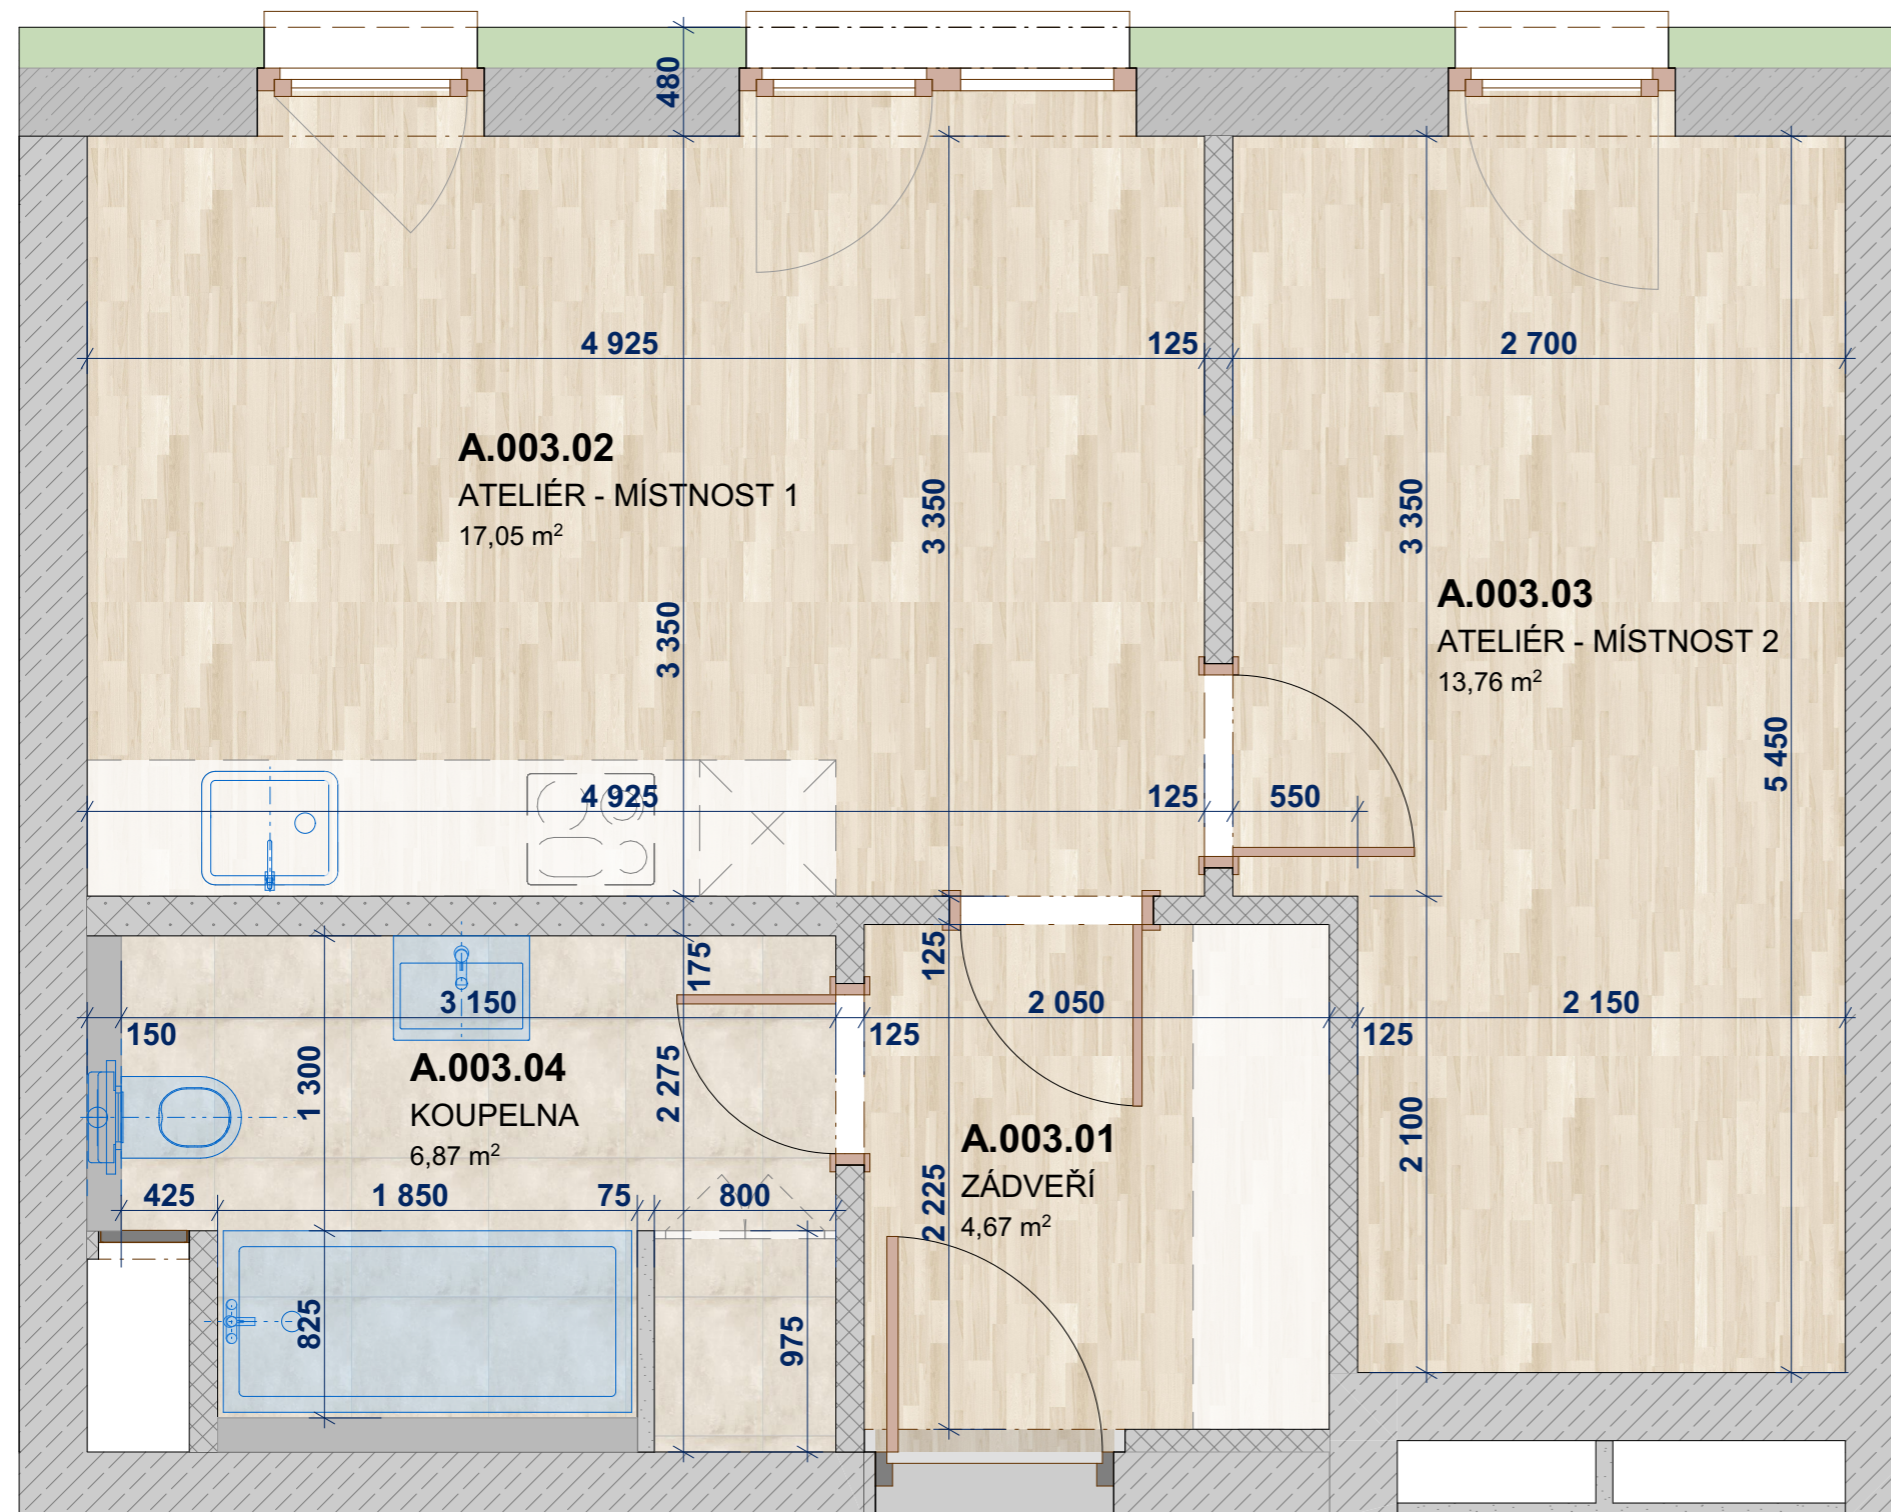 480
4 925
125
2 700
A.003.02
ATELIÉR - MÍSTNOST 1
17,05 m²
3 350
3 350
3 350
A.003.03
ATELIÉR - MÍSTNOST 2
13,76 m²
5 450
4 925
125
550
175
125
3 150
2 050
2 150
150
125
125
1 300
2 275
A.003.04
KOUPELNA
6,87 m²
A.003.01
ZÁDVEŘÍ
4,67 m²
2 100
2 225
425
1 850
75
800
825
975